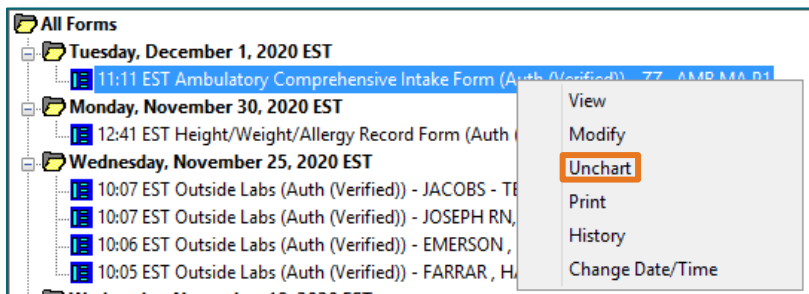 All Forms
Tuesday, December 1, 2020 EST
11:11 EST Ambulatory Comprehensive Intake Form (Auth (Verified)) - ZZ - AMB MA P1
View
Monday, November 30, 2020 EST
Modify
12:41 EST Height/Weight/Allergy Record Form (Auth
Wednesday, November 25, 2020 EST
Unchart
10:07 EST Outside Labs (Auth (Verified)) - JACOBS - TE
Print
10:07 EST Outside Labs (Auth (Verified)) - JOSEPH RN,
History
10:06 EST Outside Labs (Auth (Verified)) - EMERSON ,
10:05 EST Outside Labs (Auth (Verified)) - FARRAR , HA
Change Date/Time